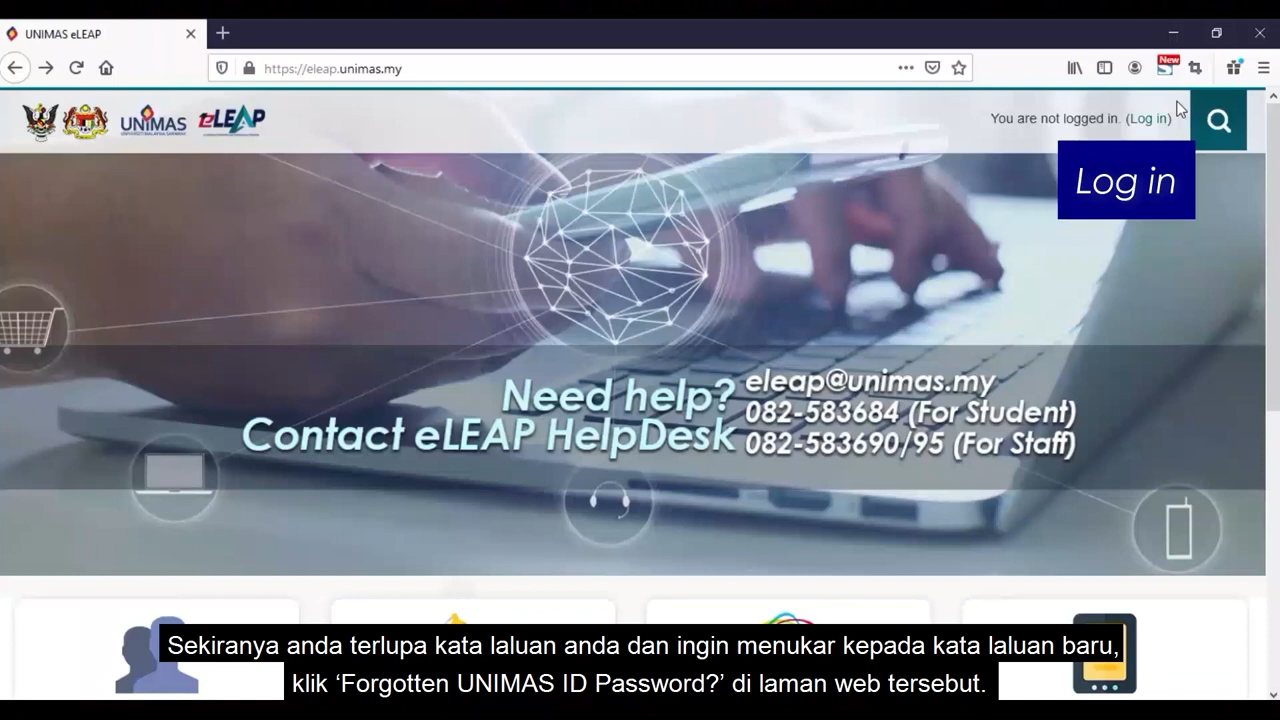 UNIMAS eLEAP
https://eleap.unimas.my
New
UNIMAS
eLEAP
You are not logged in. (Log in)
Log in
Need help?
Contact eLEAP HelpDesk
eleap@unimas.my
082-583684 (For Student)
082-583690/95 (For Staff)
Sekiranya anda terlupa kata laluan anda dan ingin menukar kepada kata laluan baru,
klik ‘Forgotten UNIMAS ID Password?’ di laman web tersebut.